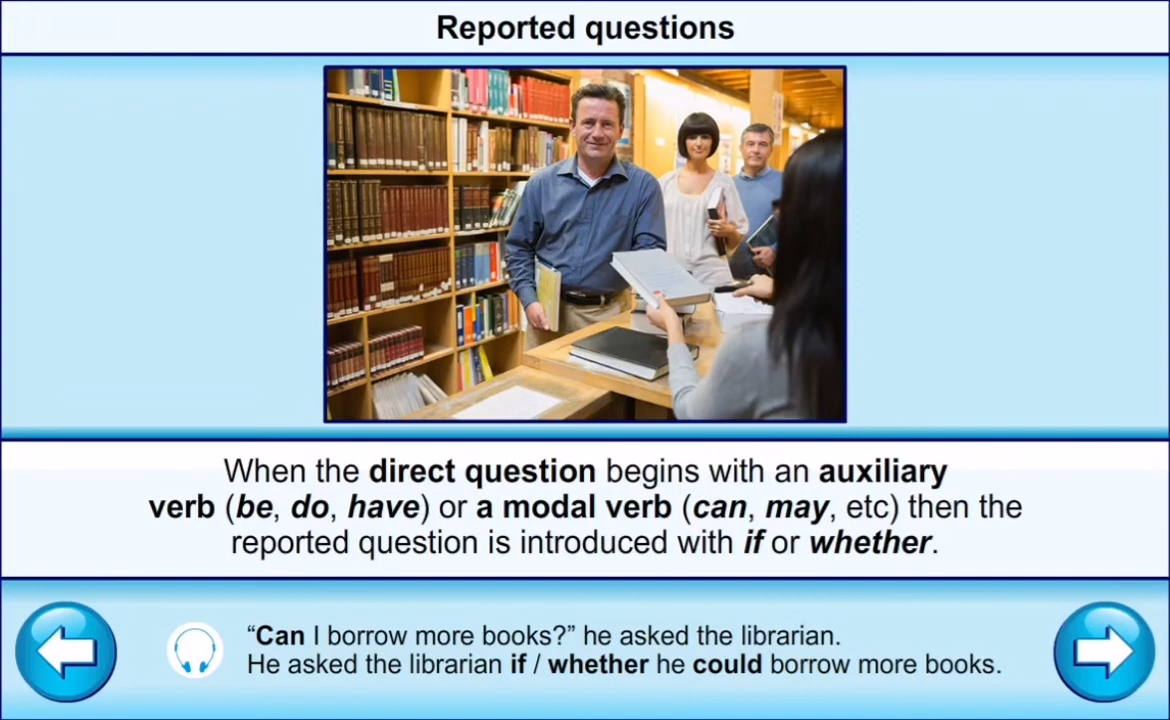 Reported questions
When the direct question begins with an auxiliary
verb (be, do, have) or a modal verb (can, may, etc) then the
reported question is introduced with if or whether.
“Can I borrow more books?” he asked the librarian.
He asked the librarian if / whether he could borrow more books.